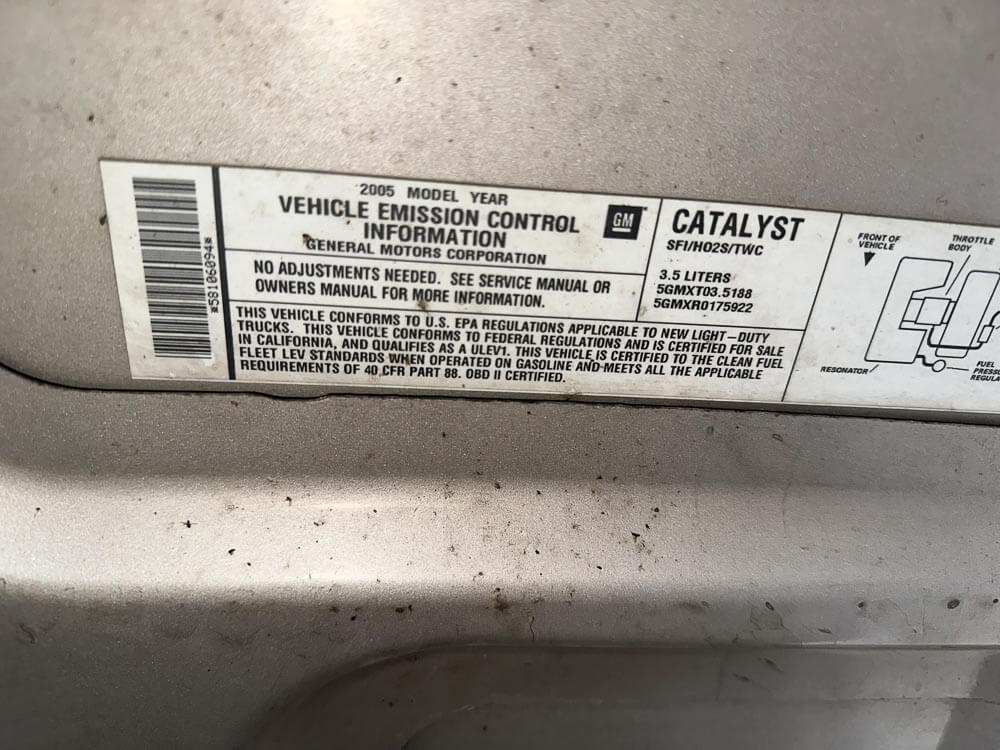 *58106094*
2005 MODEL YEAR
VEHICLE EMISSION CONTROL
INFORMATION
GENERAL MOTORS CORPORATION
GM
NO ADJUSTMENTS NEEDED. SEE SERVICE MANUAL OR
OWNERS MANUAL FOR MORE INFORMATION.
THIS VEHICLE CONFORMS TO U.S. EPA REGULATIONS APPLICABLE TO NEW LIGHT-DUTY
TRUCKS. THIS VEHICLE CONFORMS TO FEDERAL REGULATIONS AND IS CERTIFIED FOR SALE
IN CALIFORNIA, AND QUALIFIES AS A ULEV1. THIS VEHICLE IS CERTIFIED TO THE CLEAN FUEL
FLEET LEV STANDARDS WHEN OPERATED ON GASOLINE AND MEETS ALL THE APPLICABLE
REQUIREMENTS OF 40 CFR PART 88. OBD II CERTIFIED.
CATALYST
SFI/HO2S/TWC
3.5 LITERS
5GMXT03.5188
5GMXR0175922
FRONT OF
VEHICLE
THROTTLE
BODY
RESONATOR
FUEL